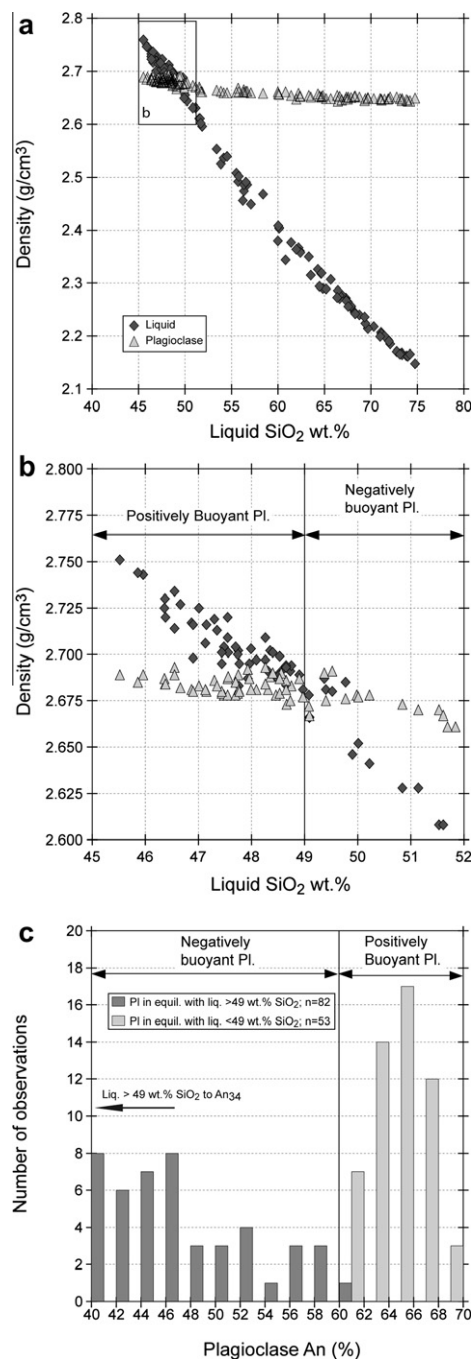 a
2.8
2.7
2.6
2.5
2.4
2.3
2.2
2.1
Density (g/cm³)
b
Liquid
Plagioclase
40 45 50 55 60 65 70 75 80
Liquid SiO₂ wt.%
b
2.800
2.775
2.750
2.725
2.700
2.675
2.650
2.625
2.600
Density (g/cm³)
Positively Buoyant Pl.
Negatively
buoyant Pl.
45 46 47 48 49 50 51 52
Liquid SiO₂ wt.%
c
20
18
16
14
12
10
8
6
4
2
0
Number of observations
Negatively
buoyant Pl.
Positively
Buoyant Pl.
Pl in equil. with liq. >49 wt.% SiO₂; n=82
Pl in equil. with liq. <49 wt.% SiO₂; n=53
Liq. > 49 wt.% SiO₂ to An₃₄
40 42 44 46 48 50 52 54 56 58 60 62 64 66 68 70
Plagioclase An (%)